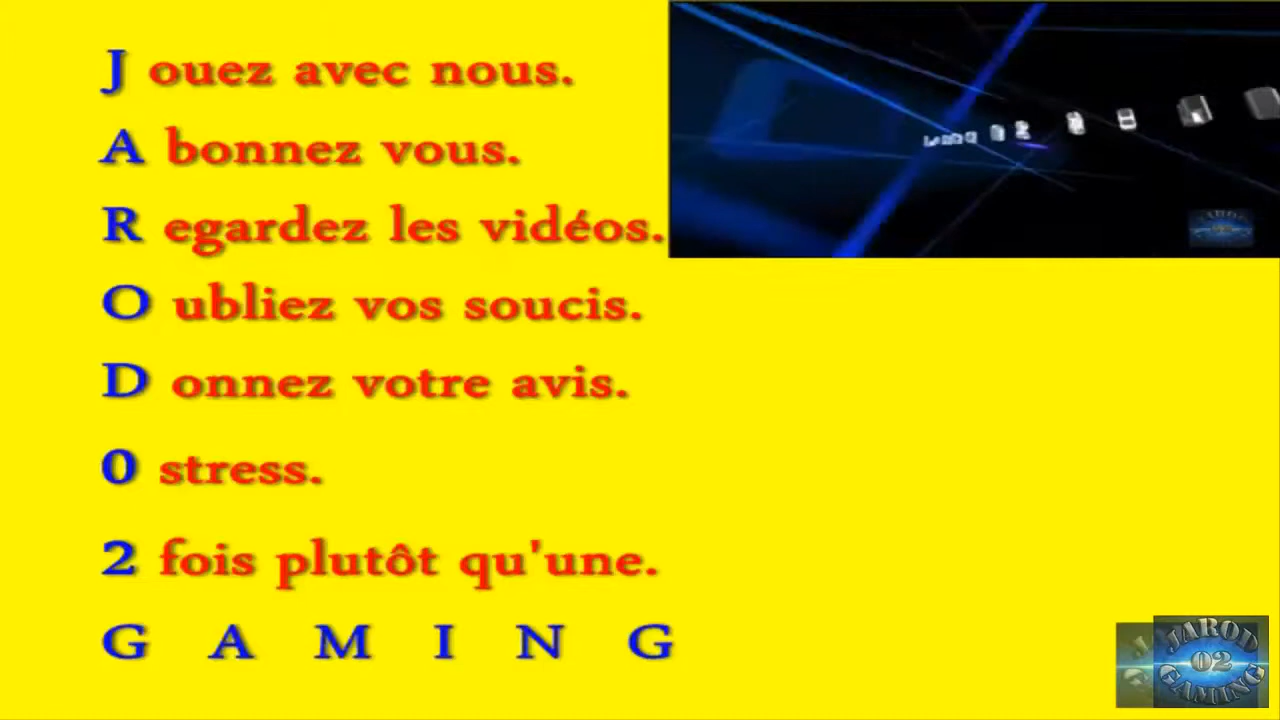 J ouez avec nous.
A bonnez vous.
R egardez les vidéos.
O ubliez vos soucis.
D onnez votre avis.
0 stress.
2 fois plutôt qu'une.
G A M I N G
JAROD
02
GAMING